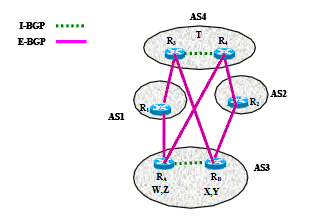 AS4
I-BGP
T
E-BGP
R3
R4
AS2
R1
R2
AS1
AS3
RA
RB
W,Z
X,Y